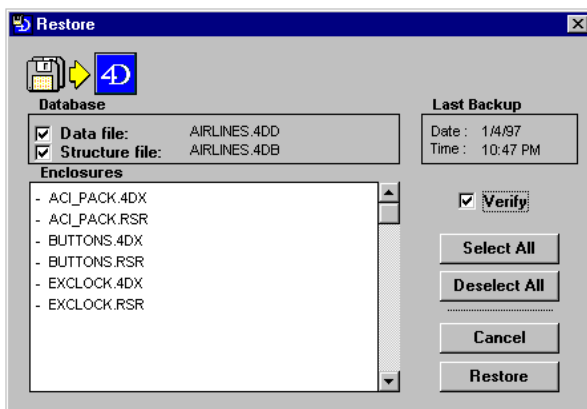 Restore
4D
Database
Last Backup
Data file: AIRLINES.4DD
Structure file: AIRLINES.4DB
Date : 1/4/97
Time : 10:47 PM
Enclosures
- ACI_PACK.4DX
- ACI_PACK.RSR
- BUTTONS.4DX
- BUTTONS.RSR
- EXCLOCK.4DX
- EXCLOCK.RSR
Verify
Select All
Deselect All
Cancel
Restore